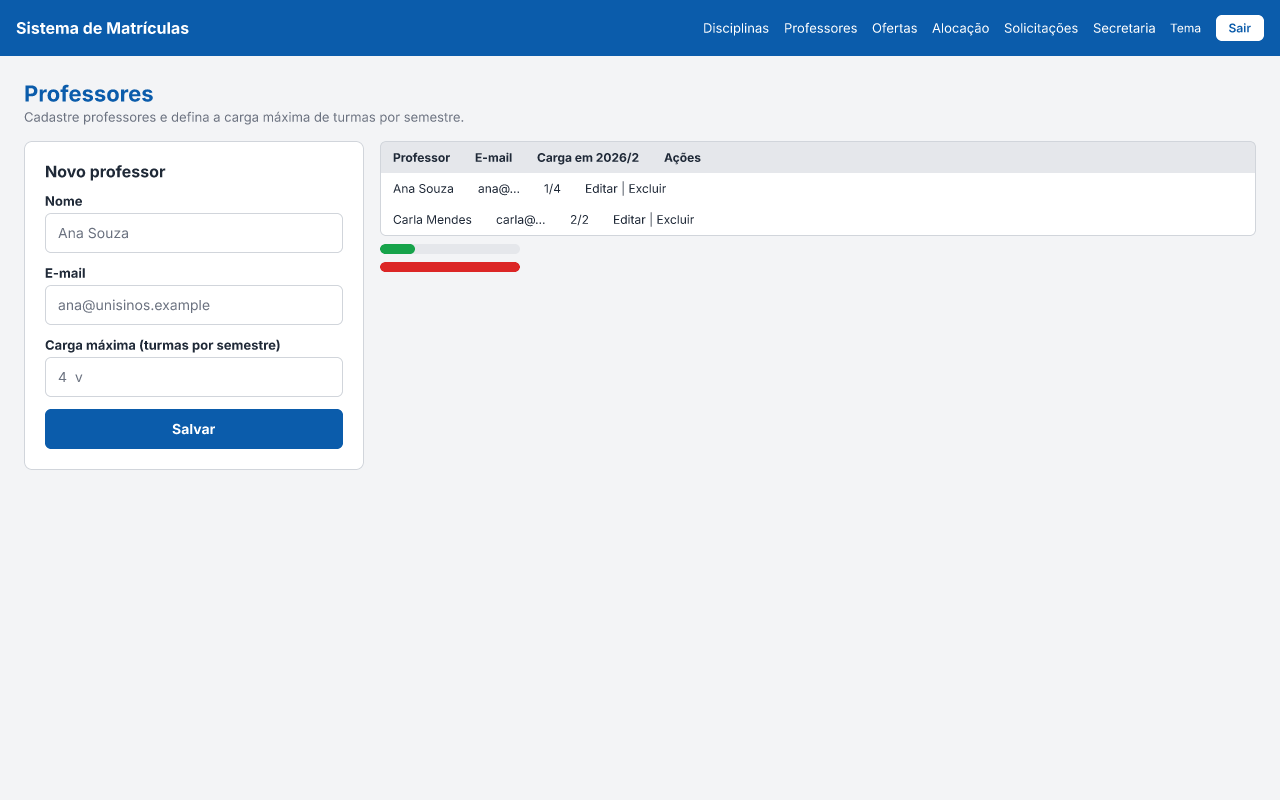 Sistema de Matrículas
Disciplinas Professores Ofertas Alocação Solicitações Secretaria Tema Sair
Professores
Cadastre professores e defina a carga máxima de turmas por semestre.
Novo professor
Nome
Ana Souza
E-mail
ana@unisinos.example
Carga máxima (turmas por semestre)
4 v
Salvar
Professor E-mail Carga em 2026/2 Ações
Ana Souza ana@... 1/4 Editar | Excluir
Carla Mendes carla@... 2/2 Editar | Excluir